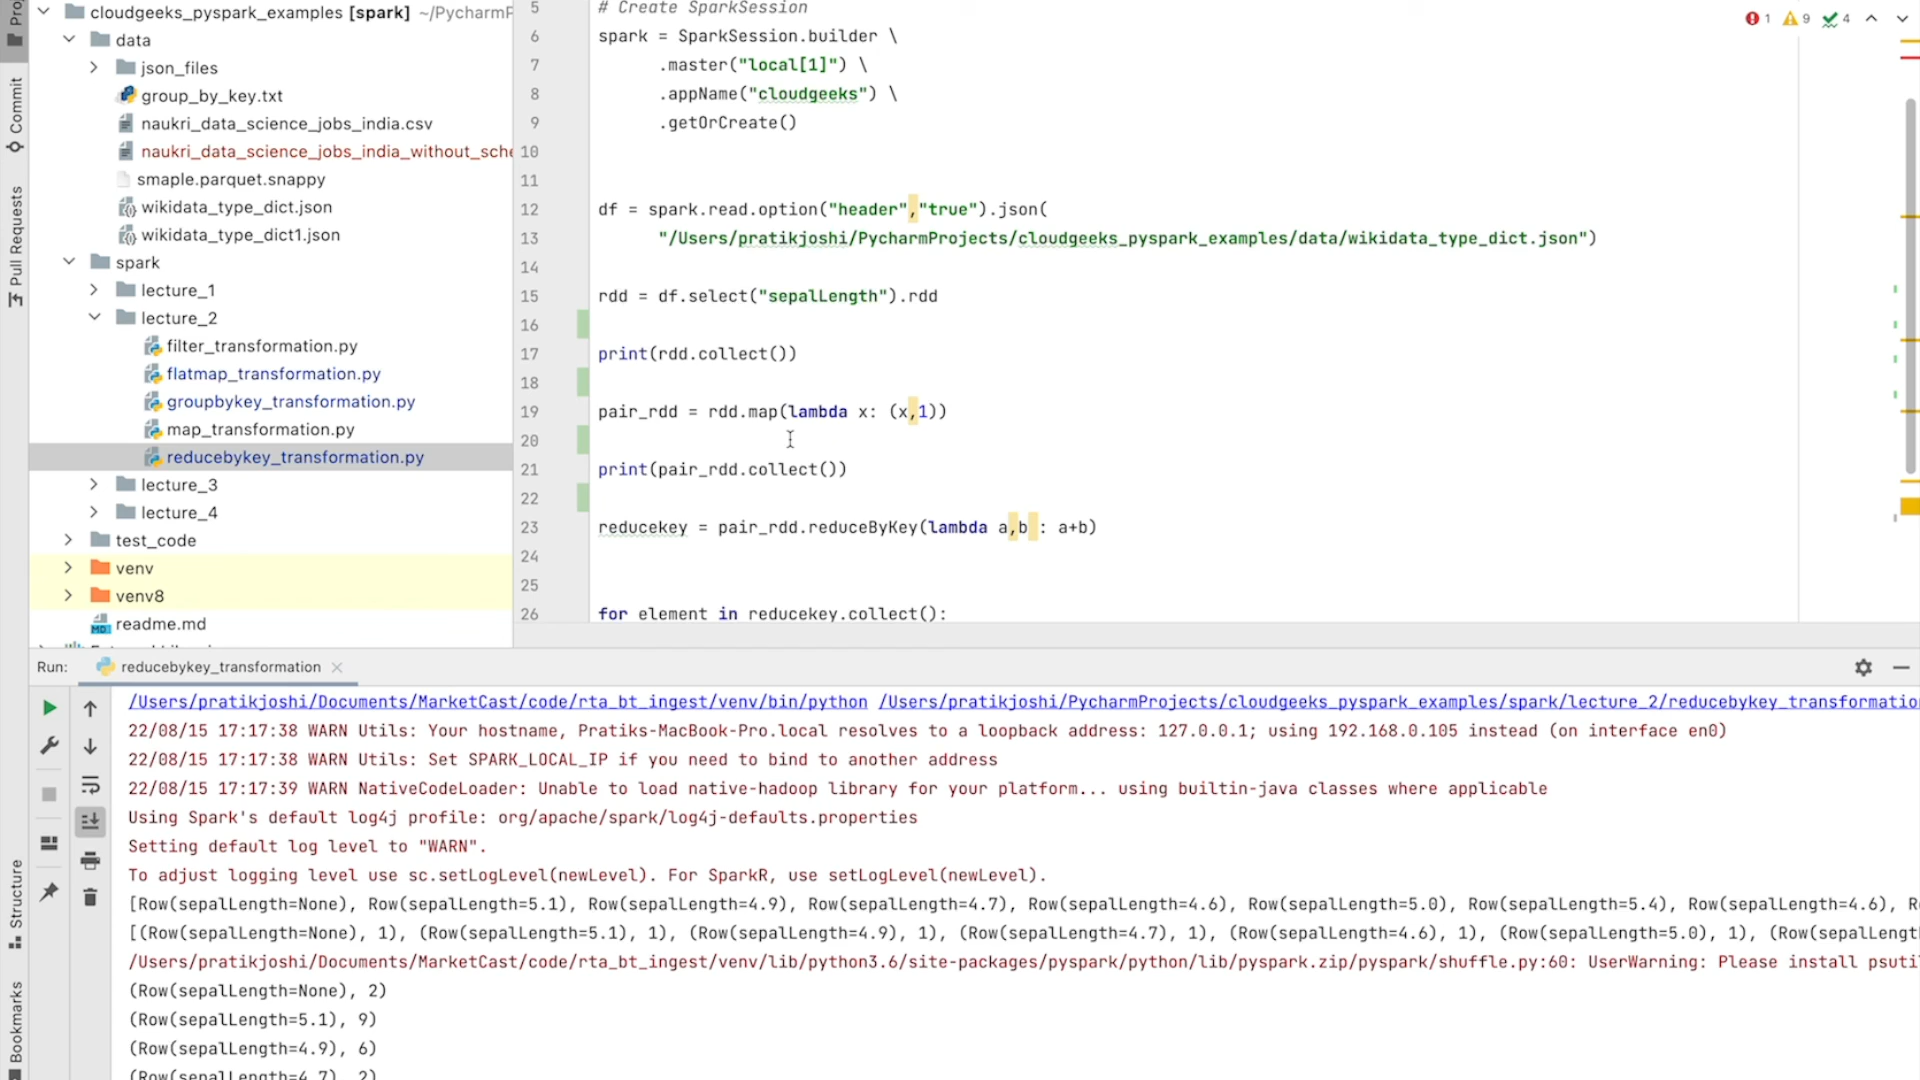 cloudgeeks_pyspark_examples [spark] ~/PycharmP
data
json_files
group_by_key.txt
naukri_data_science_jobs_india.csv
naukri_data_science_jobs_india_without_sche
smaple.parquet.snappy
wikidata_type_dict.json
wikidata_type_dict1.json
spark
lecture_1
lecture_2
filter_transformation.py
flatmap_transformation.py
groupbykey_transformation.py
map_transformation.py
reducebykey_transformation.py
lecture_3
lecture_4
test_code
venv
venv8
readme.md
Commit
Pull Requests
Structure
Bookmarks
5 # Create SparkSession
6 spark = SparkSession.builder \
7 .master("local[1]") \
8 .appName("cloudgeeks") \
9 .getOrCreate()
10
11
12 df = spark.read.option("header","true").json(
13 "/Users/pratikjoshi/PycharmProjects/cloudgeeks_pyspark_examples/data/wikidata_type_dict.json")
14
15 rdd = df.select("sepalLength").rdd
16
17 print(rdd.collect())
18
19 pair_rdd = rdd.map(lambda x: (x,1))
20
21 print(pair_rdd.collect())
22
23 reducekey = pair_rdd.reduceByKey(lambda a,b : a+b)
24
25
26 for element in reducekey.collect():
1 9 4
Run: reducebykey_transformation
/Users/pratikjoshi/Documents/MarketCast/code/rta_bt_ingest/venv/bin/python /Users/pratikjoshi/PycharmProjects/cloudgeeks_pyspark_examples/spark/lecture_2/reducebykey_transformatio
22/08/15 17:17:38 WARN Utils: Your hostname, Pratiks-MacBook-Pro.local resolves to a loopback address: 127.0.0.1; using 192.168.0.105 instead (on interface en0)
22/08/15 17:17:38 WARN Utils: Set SPARK_LOCAL_IP if you need to bind to another address
22/08/15 17:17:39 WARN NativeCodeLoader: Unable to load native-hadoop library for your platform... using builtin-java classes where applicable
Using Spark's default log4j profile: org/apache/spark/log4j-defaults.properties
Setting default log level to "WARN".
To adjust logging level use sc.setLogLevel(newLevel). For SparkR, use setLogLevel(newLevel).
[Row(sepalLength=None), Row(sepalLength=5.1), Row(sepalLength=4.9), Row(sepalLength=4.7), Row(sepalLength=4.6), Row(sepalLength=5.0), Row(sepalLength=5.4), Row(sepalLength=4.6), R
[(Row(sepalLength=None), 1), (Row(sepalLength=5.1), 1), (Row(sepalLength=4.9), 1), (Row(sepalLength=4.7), 1), (Row(sepalLength=4.6), 1), (Row(sepalLength=5.0), 1), (Row(sepalLengt
/Users/pratikjoshi/Documents/MarketCast/code/rta_bt_ingest/venv/lib/python3.6/site-packages/pyspark/python/lib/pyspark.zip/pyspark/shuffle.py:60: UserWarning: Please install psuti
(Row(sepalLength=None), 2)
(Row(sepalLength=5.1), 9)
(Row(sepalLength=4.9), 6)
(Row(sepalLength=4.7), 2)